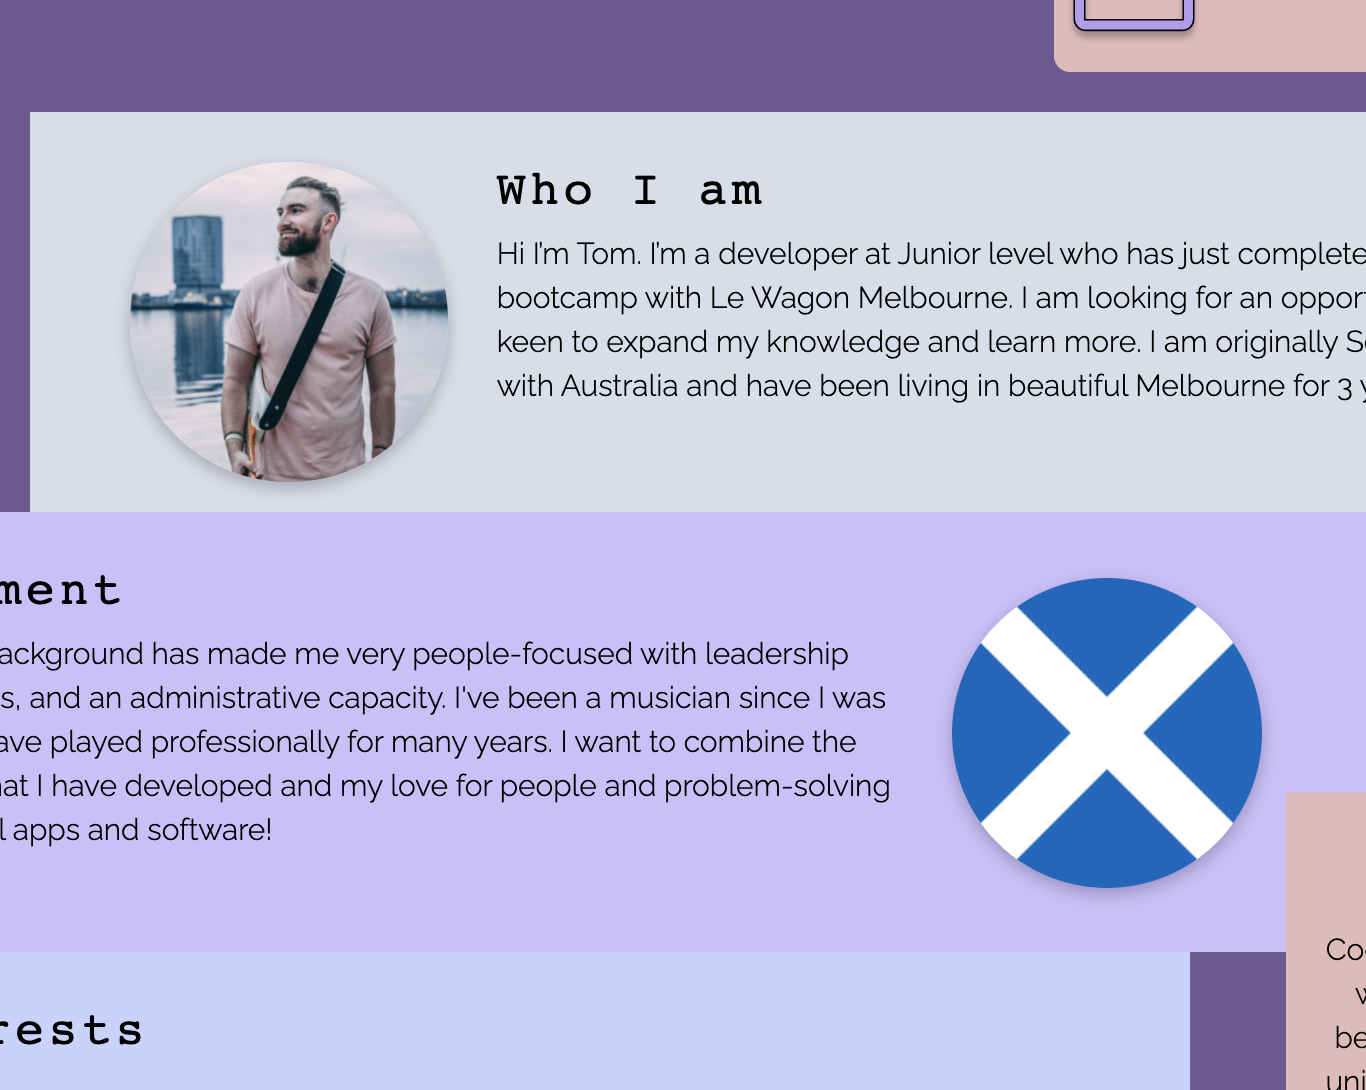 Who I am
Hi I'm Tom. I'm a developer at Junior level who has just complete
bootcamp with Le Wagon Melbourne. I am looking for an oppor
keen to expand my knowledge and learn more. I am originally S
with Australia and have been living in beautiful Melbourne for 3 y
ment
ackground has made me very people-focused with leadership
s, and an administrative capacity. I've been a musician since I was
ave played professionally for many years. I want to combine the
at I have developed and my love for people and problem-solving
l apps and software!
rests
Co
w
be
uni